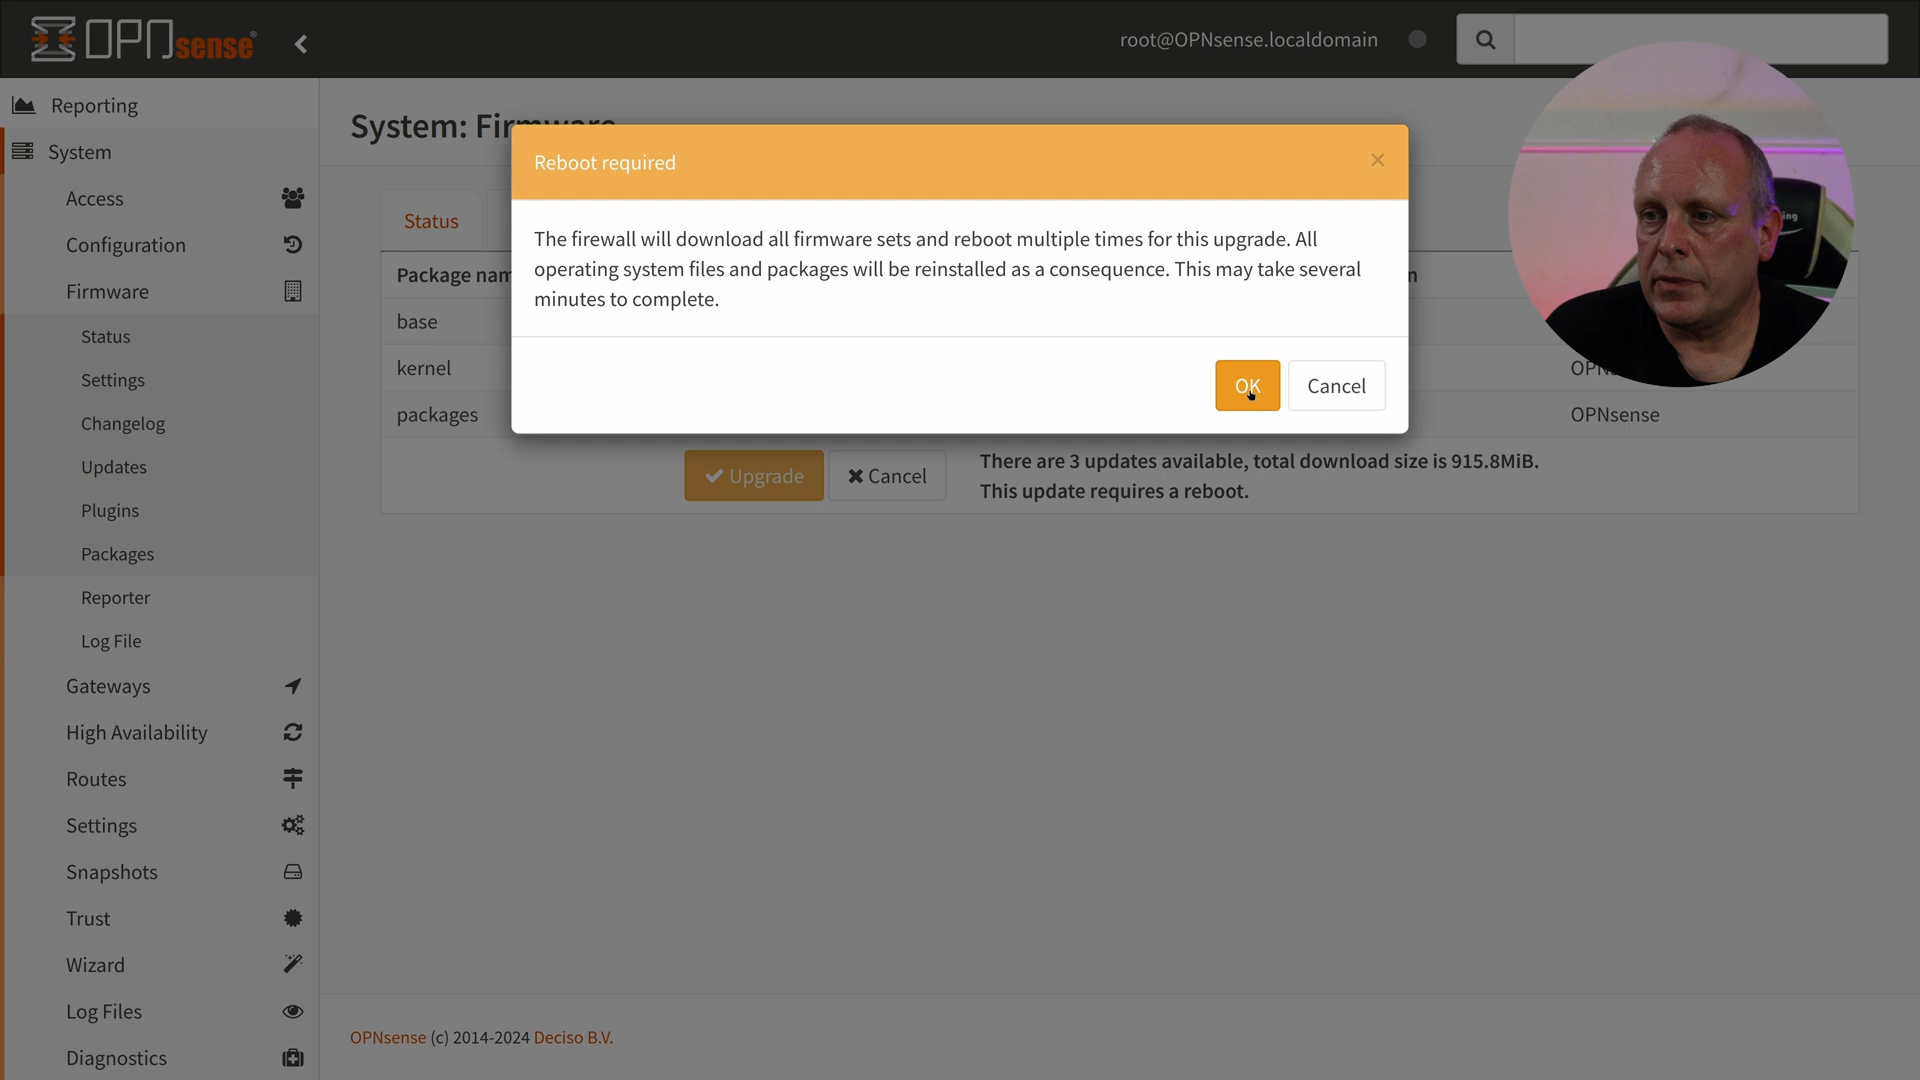 OPNsense
root@OPNsense.localdomain
Reporting
System
Access
Configuration
Firmware
Status
Settings
Changelog
Updates
Plugins
Packages
Reporter
Log File
Gateways
High Availability
Routes
Settings
Snapshots
Trust
Wizard
Log Files
Diagnostics
System: Firmware
Reboot required
×
The firewall will download all firmware sets and reboot multiple times for this upgrade. All
operating system files and packages will be reinstalled as a consequence. This may take several
minutes to complete.
OK
Cancel
Status
Package nam
base
kernel
packages
OPNsense
Upgrade
Cancel
There are 3 updates available, total download size is 915.8MiB.
This update requires a reboot.
OPNsense (c) 2014-2024 Deciso B.V.